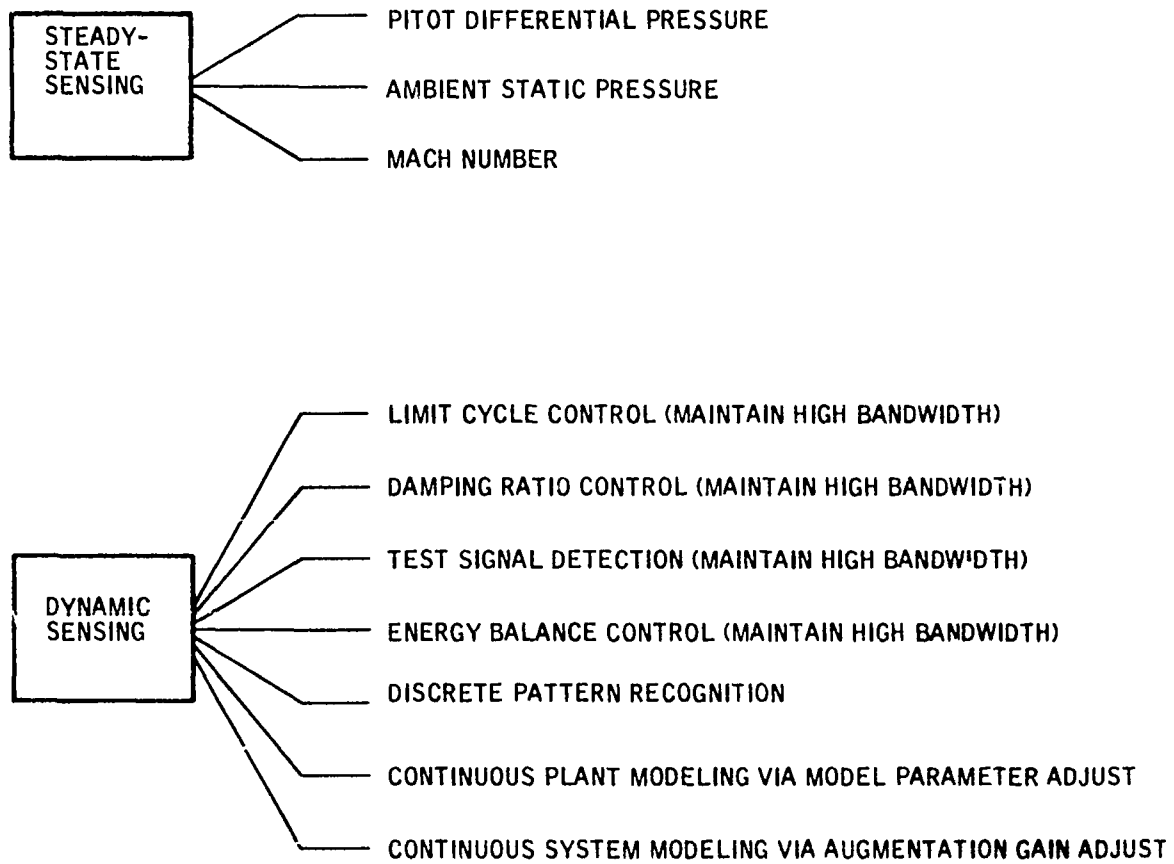 STEADY-
STATE
SENSING
PITOT DIFFERENTIAL PRESSURE
AMBIENT STATIC PRESSURE
MACH NUMBER
DYNAMIC
SENSING
LIMIT CYCLE CONTROL (MAINTAIN HIGH BANDWIDTH)
DAMPING RATIO CONTROL (MAINTAIN HIGH BANDWIDTH)
TEST SIGNAL DETECTION (MAINTAIN HIGH BANDWIDTH)
ENERGY BALANCE CONTROL (MAINTAIN HIGH BANDWIDTH)
DISCRETE PATTERN RECOGNITION
CONTINUOUS PLANT MODELING VIA MODEL PARAMETER ADJUST
CONTINUOUS SYSTEM MODELING VIA AUGMENTATION GAIN ADJUST